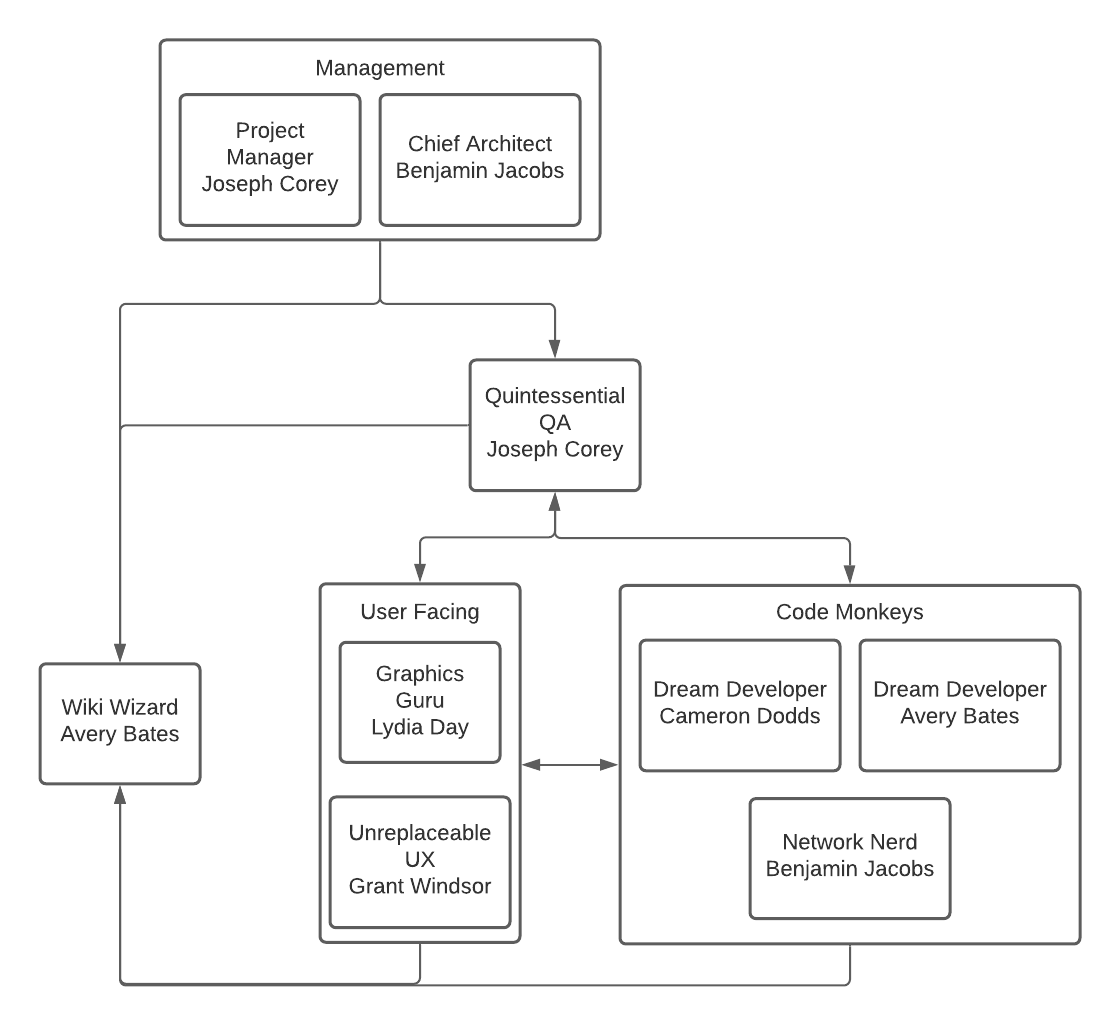 Management
Project
Manager
Joseph Corey
Chief Architect
Benjamin Jacobs
Quintessential
QA
Joseph Corey
User Facing
Graphics
Guru
Lydia Day
Unreplaceable
UX
Grant Windsor
Code Monkeys
Dream Developer
Cameron Dodds
Dream Developer
Avery Bates
Network Nerd
Benjamin Jacobs
Wiki Wizard
Avery Bates